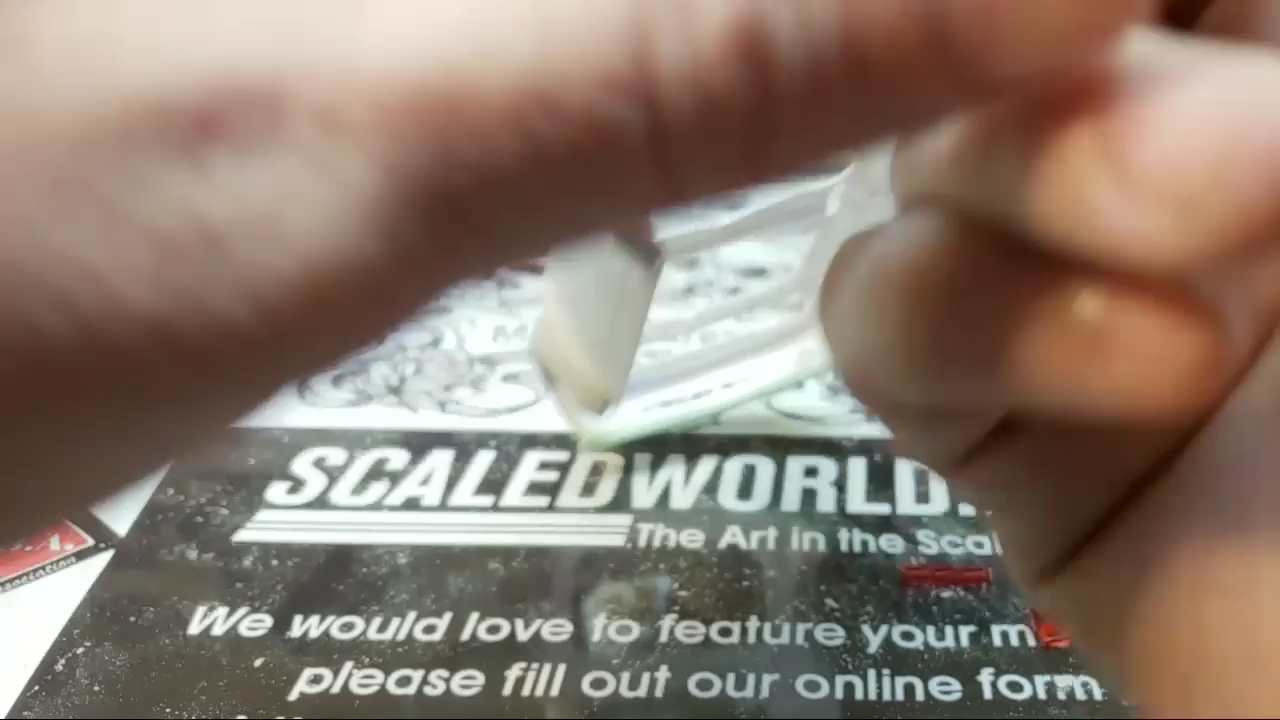 SCALEDWORLD.
The Art in the Scal
We would love to feature your m
please fill out our online form